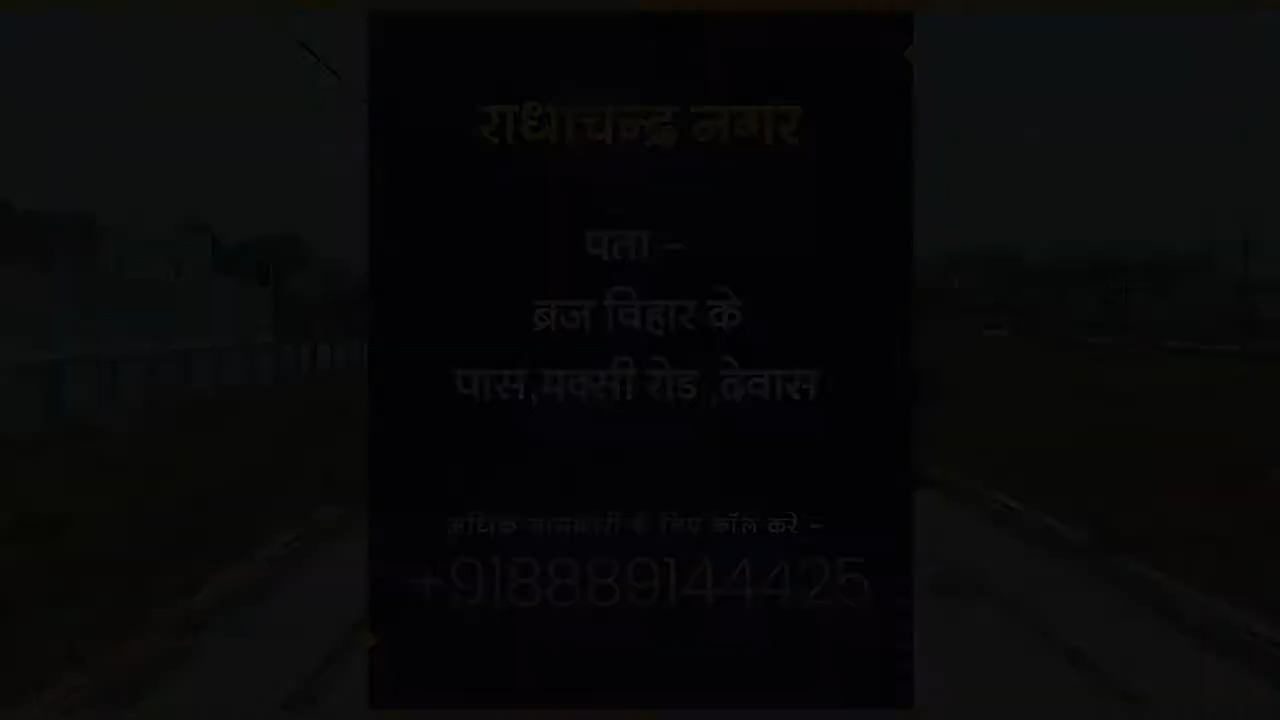 राधाचन्द्र नगर
पता –
ब्रज विहार के
पास,मक्सी रोड ,देवास
अधिक जानकारी के लिए कॉल करे –
+918889144425